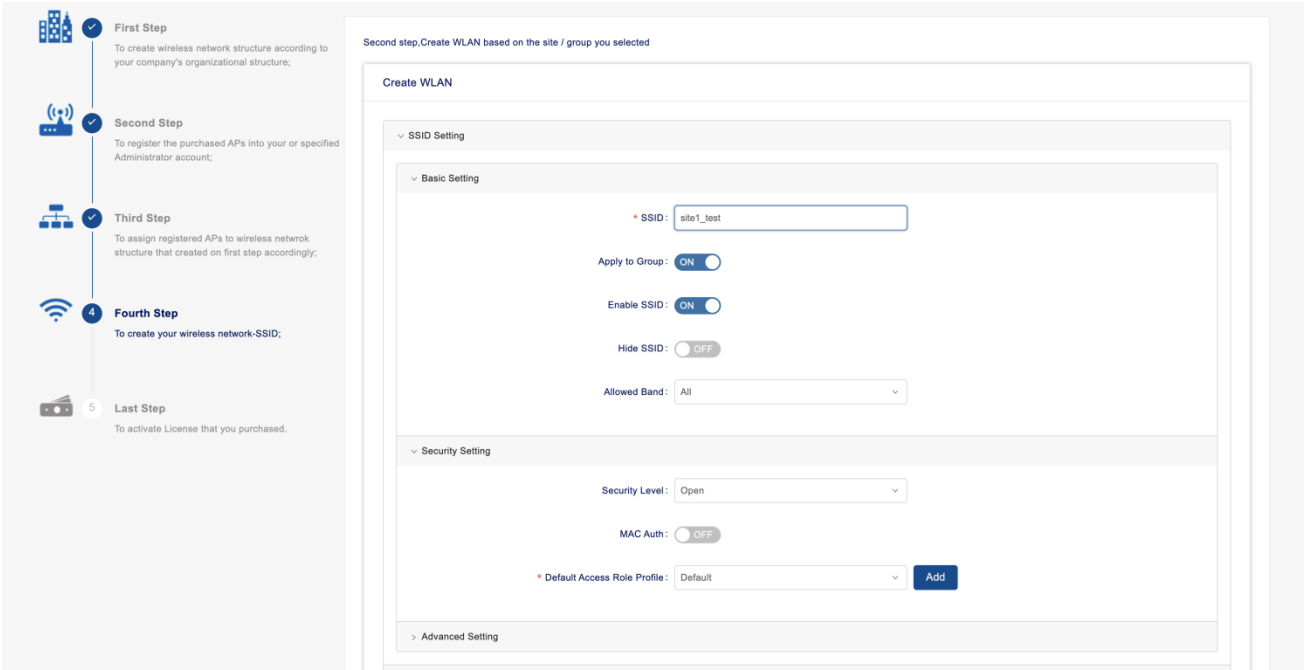 First Step
To create wireless network structure according to
your company's organizational structure;
Second Step
To register the purchased APs into your or specified
Administrator account;
Third Step
To assign registered APs to wireless netwrok
structure that created on first step accordingly;
4
Fourth Step
To create your wireless network-SSID;
5
Last Step
To activate License that you purchased.
Second step,Create WLAN based on the site / group you selected
Create WLAN
SSID Setting
Basic Setting
* SSID: site1_test
Apply to Group: ON
Enable SSID: ON
Hide SSID: OFF
Allowed Band: All
Security Setting
Security Level: Open
MAC Auth: OFF
* Default Access Role Profile: Default Add
Advanced Setting